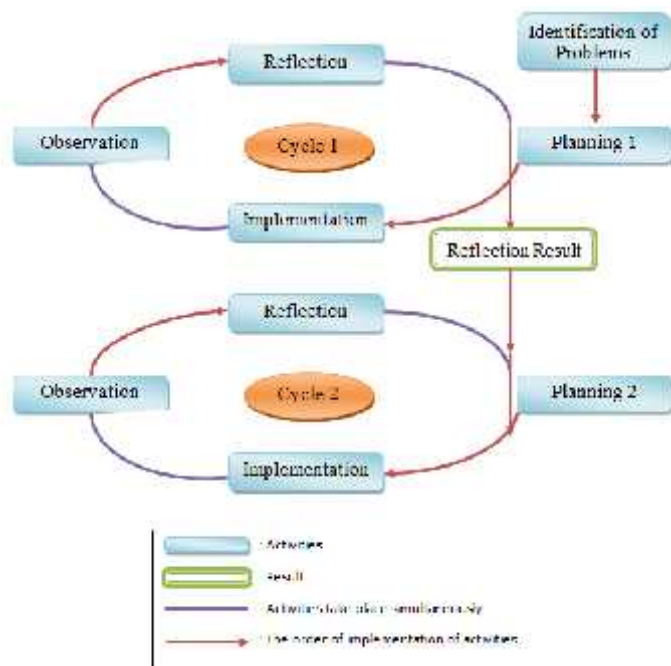 Identification of
Problems
Reflection
Observation
Cycle 1
Planning 1
Implementation
Reflection Result
Reflection
Observation
Cycle 2
Planning 2
Implementation
: Activities
: Result
: Activities take place simultaneously
: The order of implementation of activities